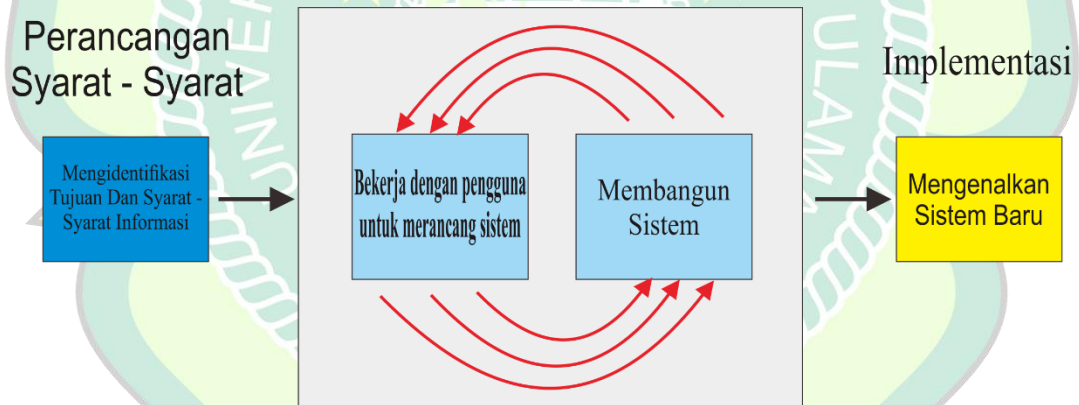 Perancangan
Syarat - Syarat
Mengidentifikasi
Tujuan Dan Syarat -
Syarat Informasi
Bekerja dengan pengguna
untuk merancang sistem
Membangun
Sistem
Implementasi
Mengenalkan
Sistem Baru